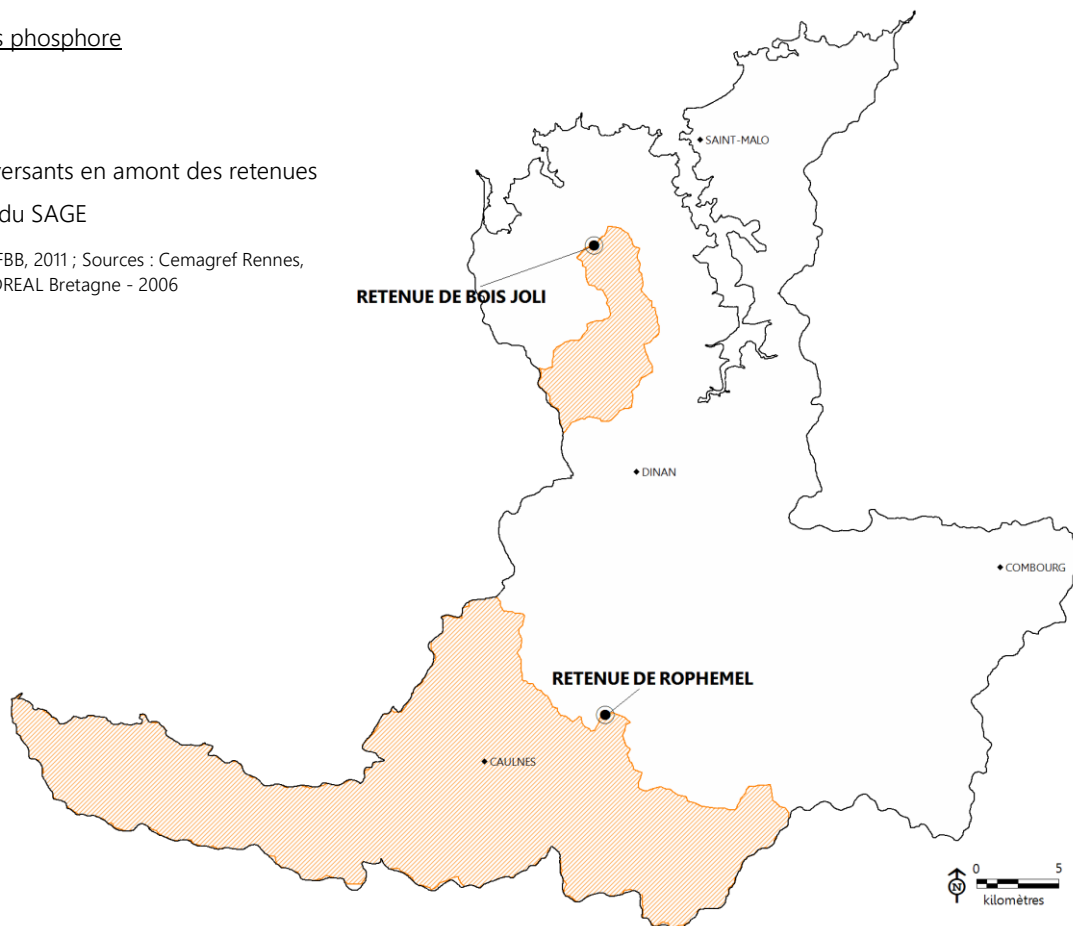 s phosphore
SAINT-MALO
ersants en amont des retenues
du SAGE
FBB, 2011 ; Sources : Cemagref Rennes,
DREAL Bretagne - 2006
RETENUE DE BOIS JOLI
DINAN
COMBOURG
RETENUE DE ROPHEMEL
CAULNES
0 5
N
kilomètres